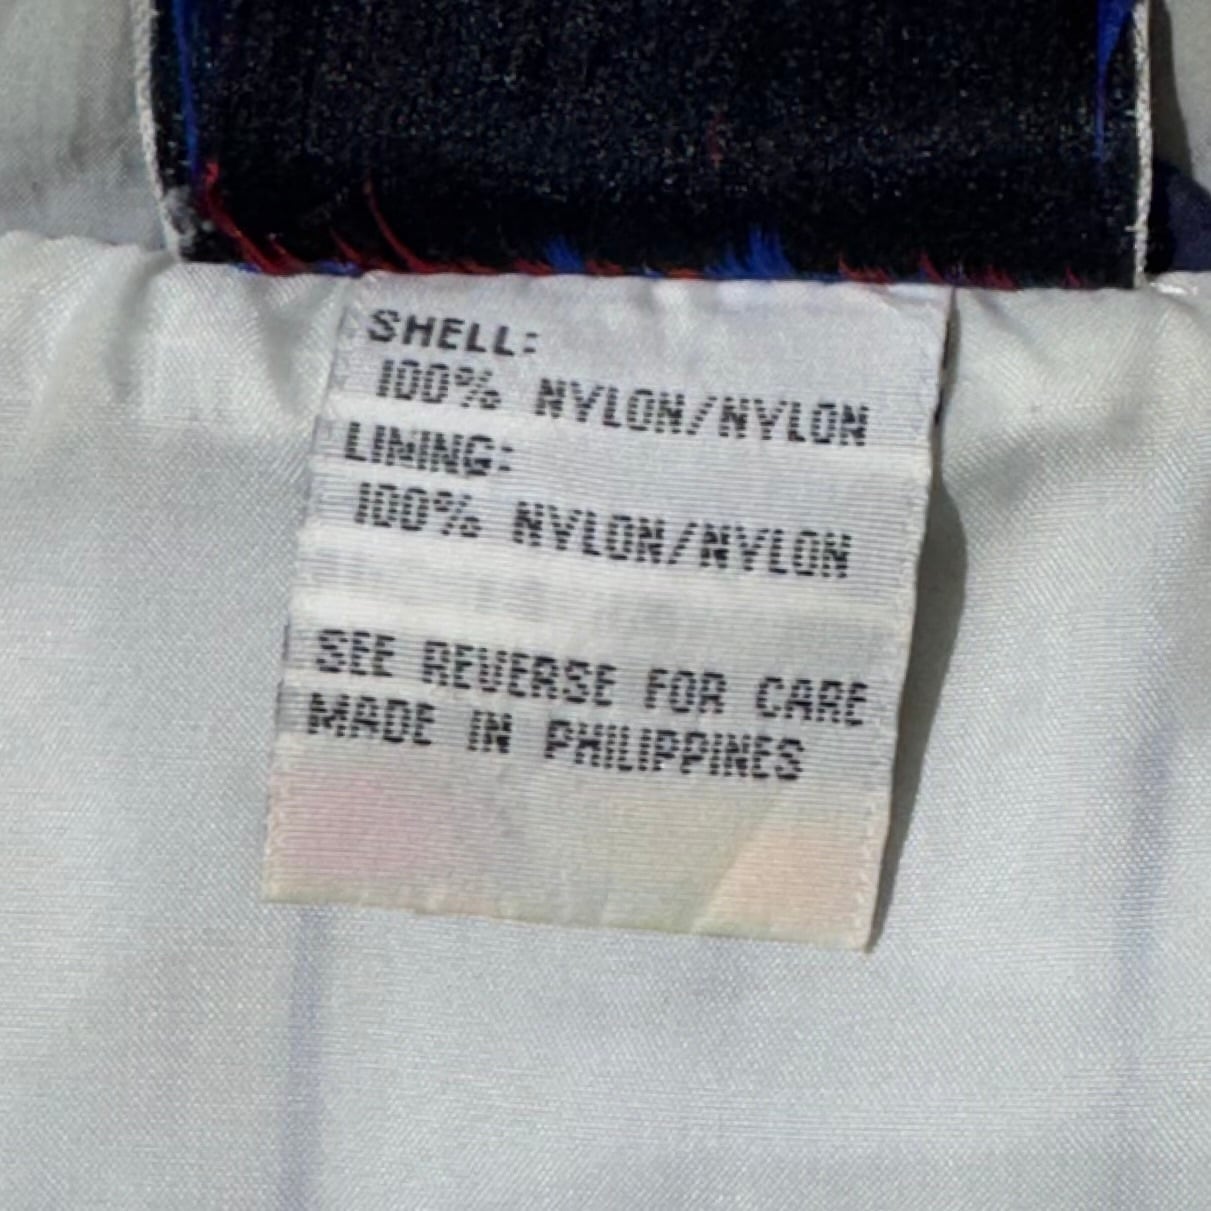 SHELL:
100% NYLON/NYLON
LINING:
100% NYLON/NYLON
SEE REVERSE FOR CARE
MADE IN PHILIPPINES